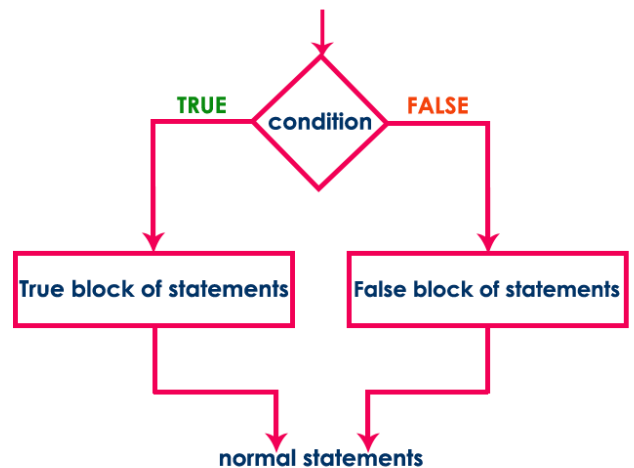 TRUE
FALSE
condition
True block of statements
False block of statements
normal statements